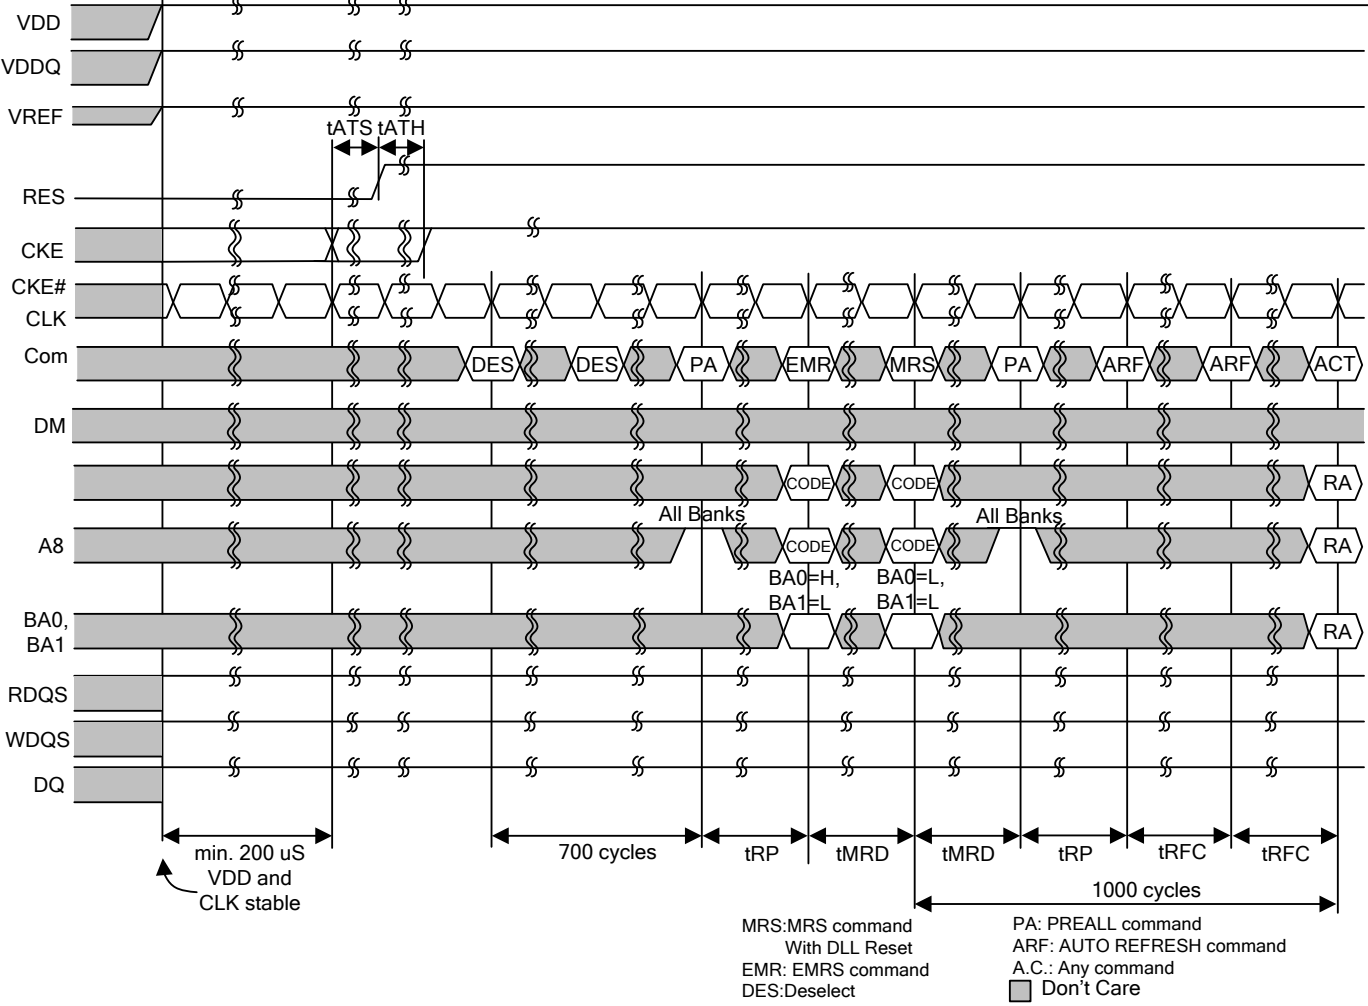 VDD
VDDQ
VREF
tATS tATH
RES
CKE
CKE#
CLK
Com DES DES PA EMR MRS PA ARF ARF ACT
DM
CODE CODE RA
All Banks All Banks
A8 CODE CODE RA
BA0=H, BA0=L,
BA1=L BA1=L
BA0,
BA1 RA
RDQS
WDQS
DQ
min. 200 uS 700 cycles tRP tMRD tMRD tRP tRFC tRFC
VDD and
CLK stable
1000 cycles
MRS:MRS command
With DLL Reset
EMR: EMRS command
DES:Deselect
PA: PREALL command
ARF: AUTO REFRESH command
A.C.: Any command
Don't Care